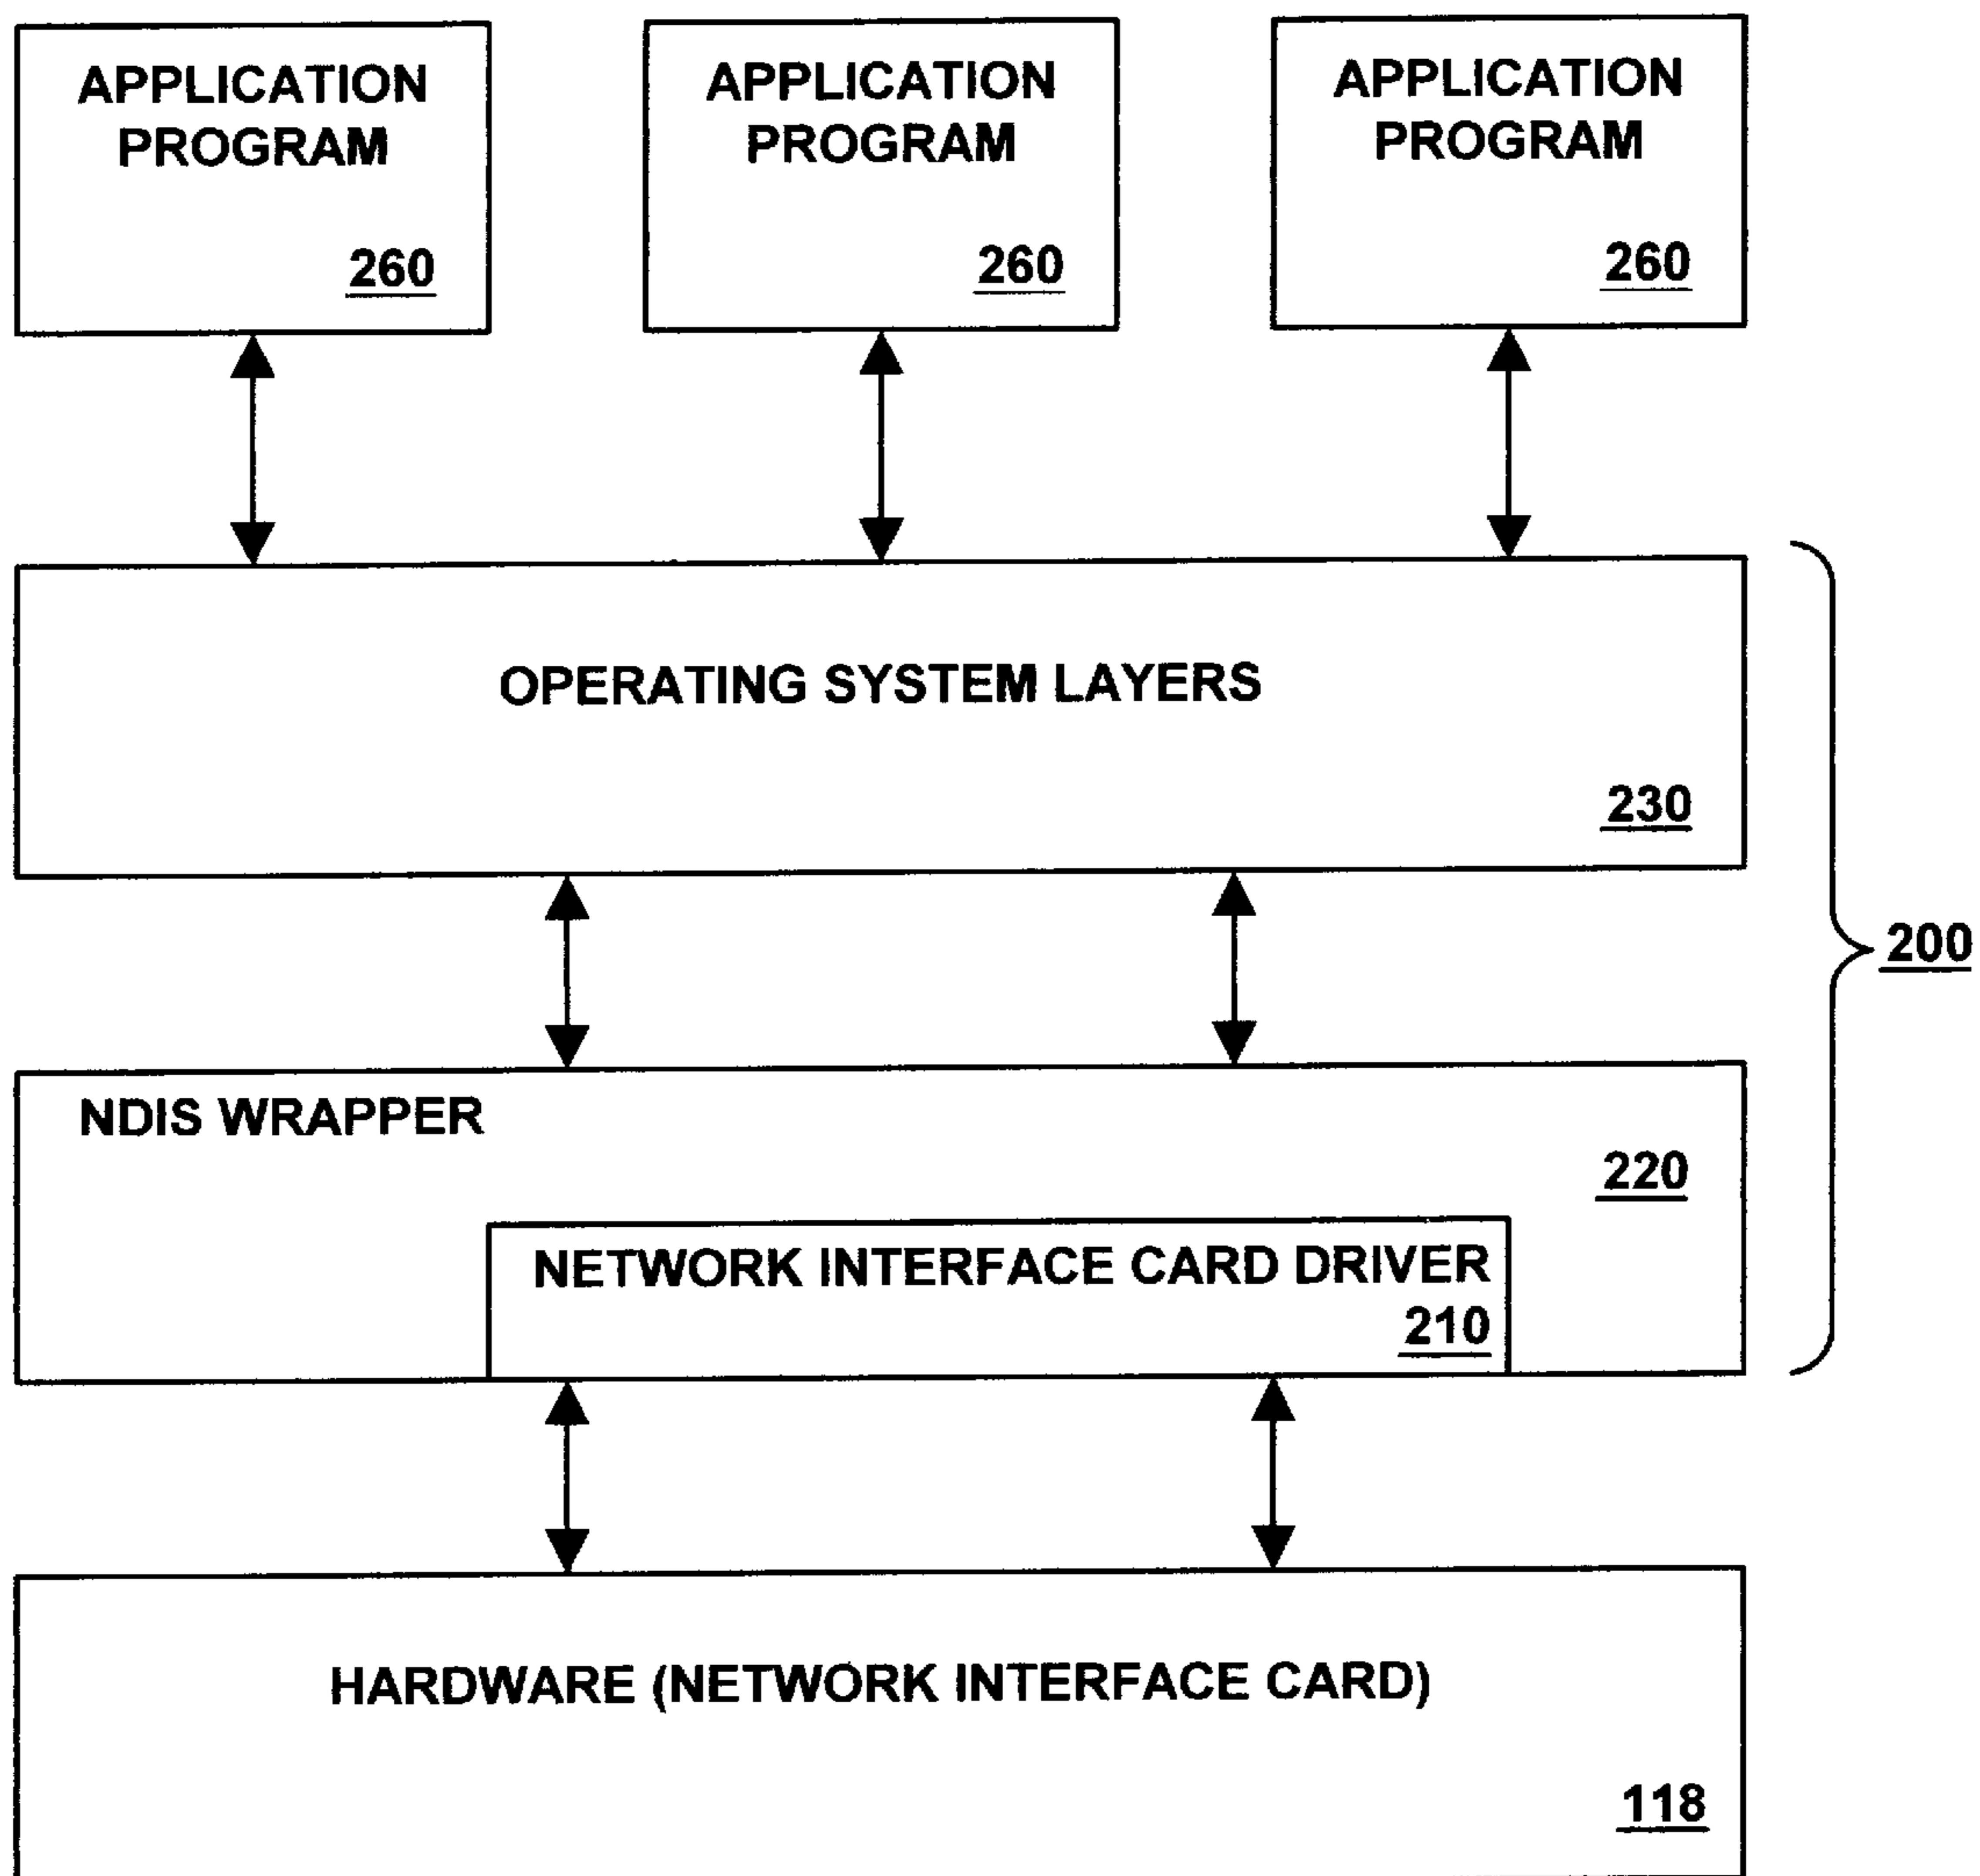 APPLICATION
PROGRAM
260
APPLICATION
PROGRAM
260
APPLICATION
PROGRAM
260
OPERATING SYSTEM LAYERS
230
200
NDIS WRAPPER
220
NETWORK INTERFACE CARD DRIVER
210
HARDWARE (NETWORK INTERFACE CARD)
118